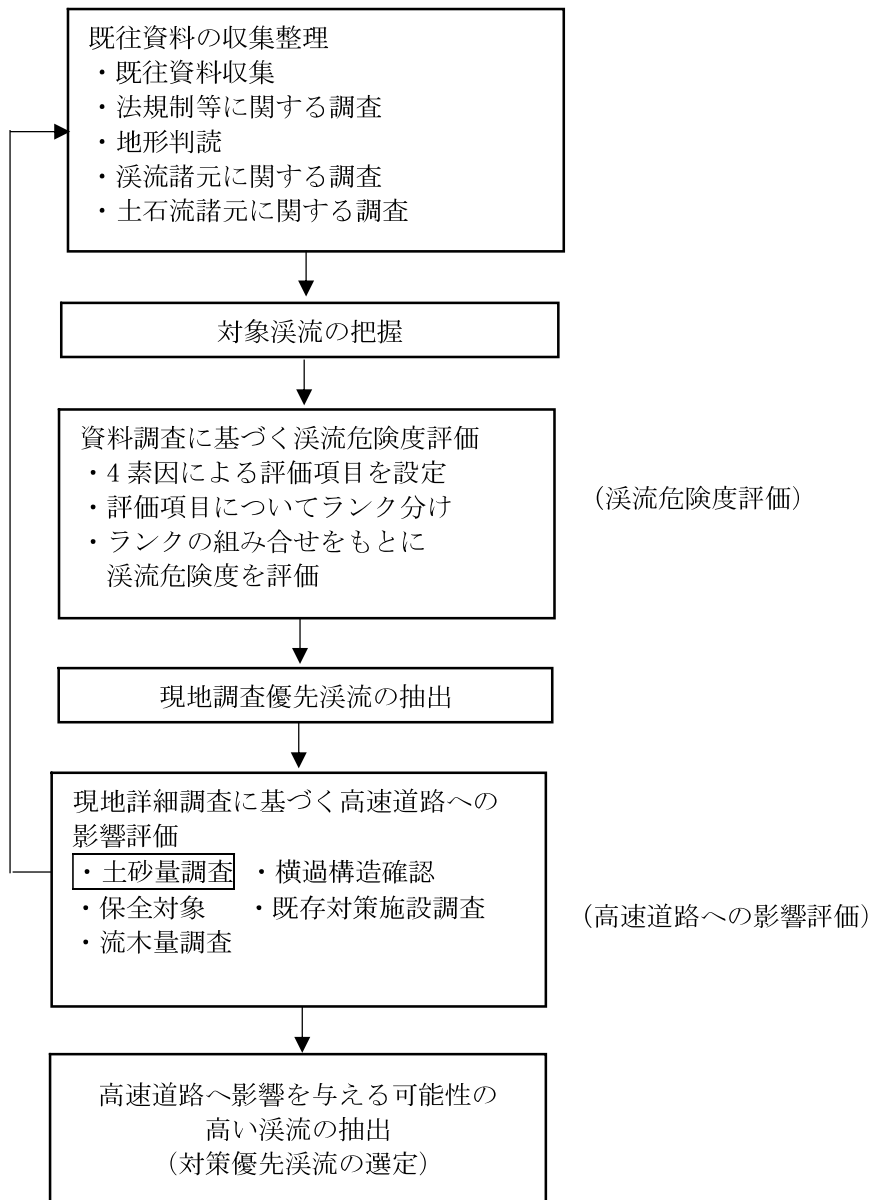 既往資料の収集整理
・既往資料収集
・法規制等に関する調査
・地形判読
・渓流諸元に関する調査
・土石流諸元に関する調査
対象渓流の把握
資料調査に基づく渓流危険度評価
・4 素因による評価項目を設定
・評価項目についてランク分け
・ランクの組み合せをもとに
渓流危険度を評価
（渓流危険度評価）
現地調査優先渓流の抽出
現地詳細調査に基づく高速道路への
影響評価
・土砂量調査 ・横過構造確認
・保全対象 ・既存対策施設調査
・流木量調査
（高速道路への影響評価）
高速道路へ影響を与える可能性の
高い渓流の抽出
（対策優先渓流の選定）